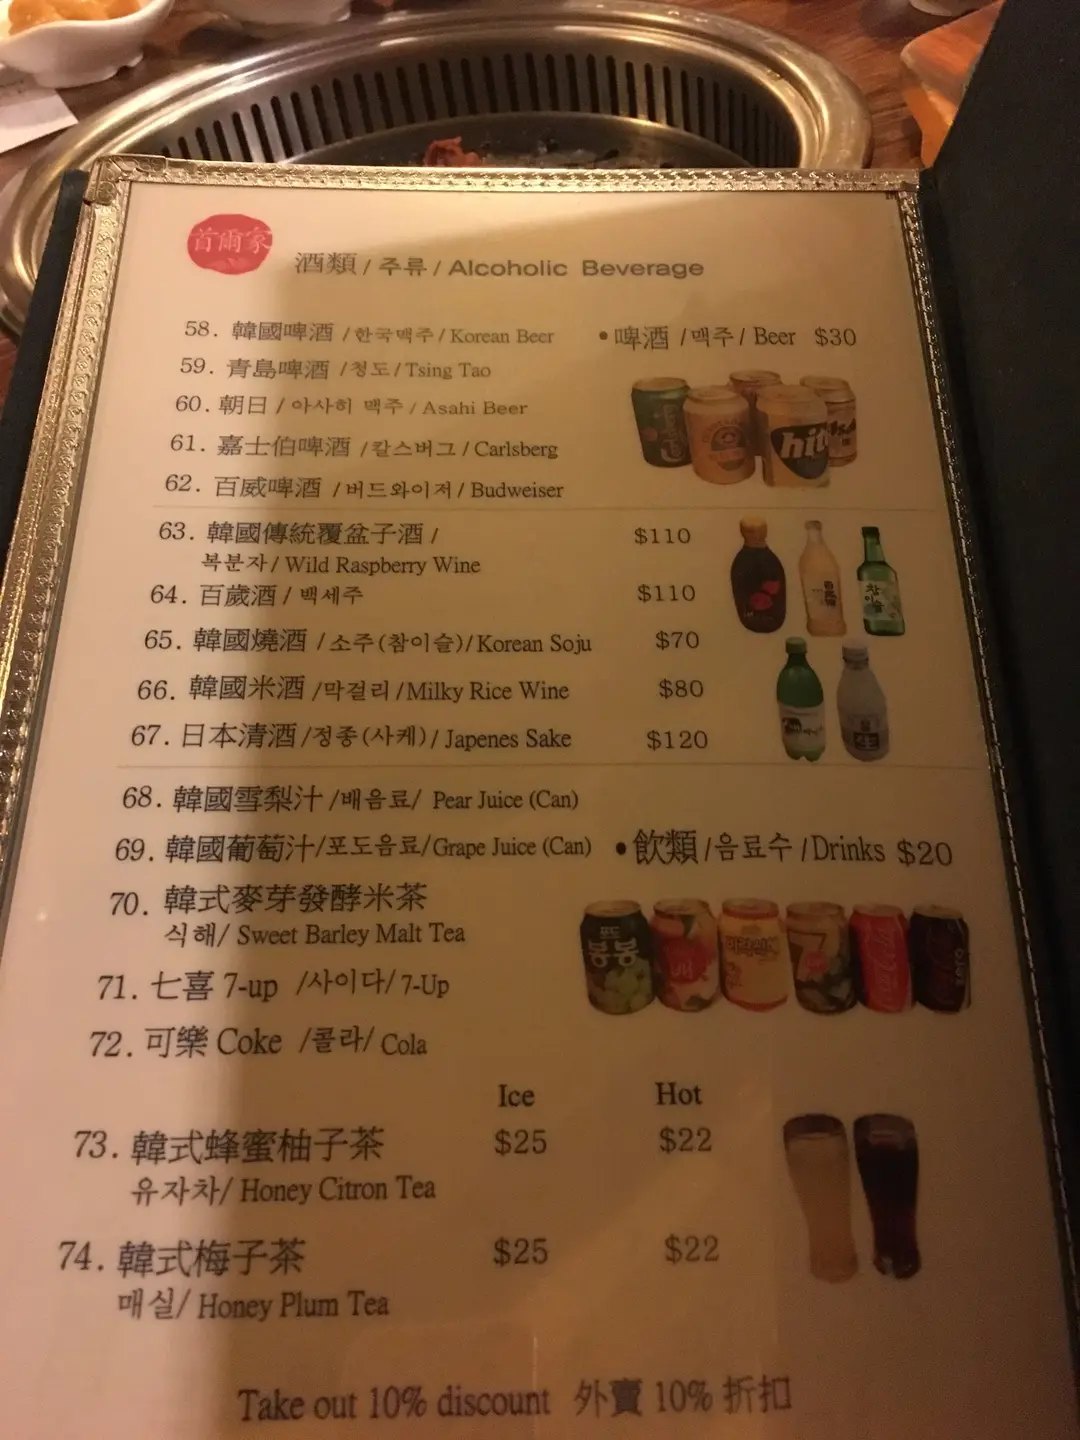 首爾家
酒類 / 주류 / Alcoholic Beverage
58. 韓國啤酒 /한국맥주/ Korean Beer
• 啤酒 /맥주/ Beer $30
59. 青島啤酒 /청도/ Tsing Tao
60. 朝日 / 아사히 맥주 / Asahi Beer
61. 嘉士伯啤酒 /칼스버그 / Carlsberg
62. 百威啤酒 /버드와이저/ Budweiser
hit
63. 韓國傳統覆盆子酒 / $110
복분자/ Wild Raspberry Wine
64. 百歲酒 / 백세주 $110
참이슬
65. 韓國燒酒 /소주(참이슬)/Korean Soju $70
66. 韓國米酒 /막걸리/Milky Rice Wine $80
67. 日本清酒/정종(사케)/ Japenes Sake $120
68. 韓國雪梨汁 /배음료/ Pear Juice (Can)
69. 韓國葡萄汁/포도음료/Grape Juice (Can)
• 飲類/음료수/Drinks $20
70. 韓式麥芽發酵米茶
식해/ Sweet Barley Malt Tea
봉봉 배 Coca-Cola zero
71. 七喜 7-up /사이다/ 7-Up
72. 可樂 Coke /콜라/ Cola
Ice Hot
73. 韓式蜂蜜柚子茶 $25 $22
유자차/ Honey Citron Tea
74. 韓式梅子茶 $25 $22
매실/ Honey Plum Tea
Take out 10% discount 外賣 10% 折扣